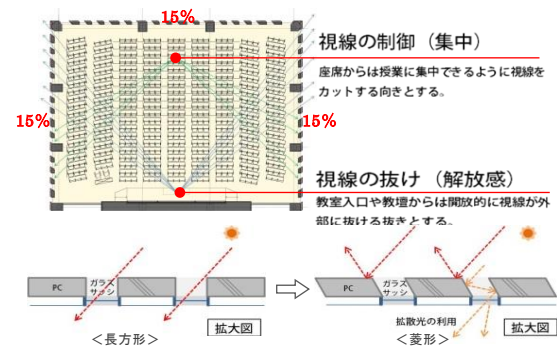 15%
視線の制御（集中）
座席からは授業に集中できるように視線を
カットする向きとする。
15%
15%
視線の抜け（解放感）
教室入口や教壇からは開放的に視線が外
部に抜ける抜きとする。
PC
ガラス
サッシ
PC
ガラス
サッシ
拡散光の利用
＜長方形＞
拡大図
＜菱形＞
拡大図